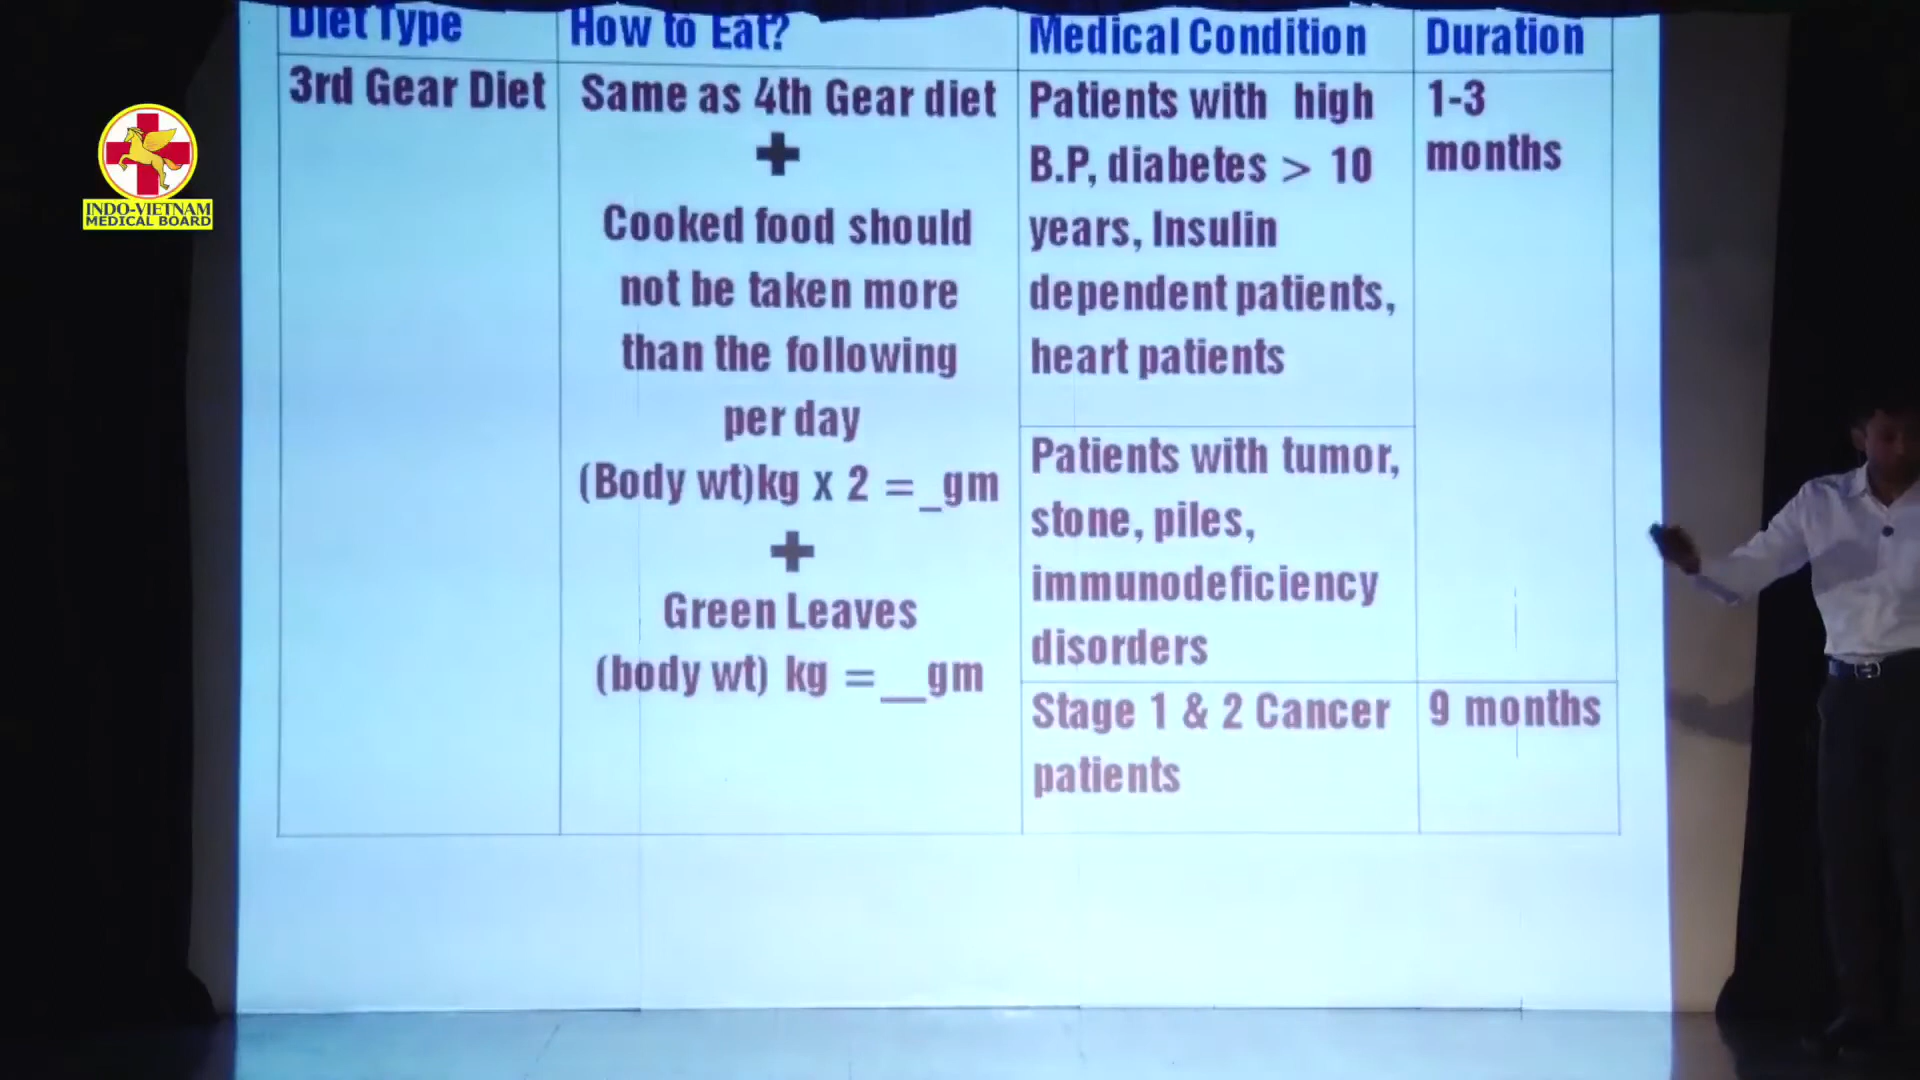 Diet Type
How to Eat?
Medical Condition
Duration
3rd Gear Diet
Same as 4th Gear diet
+
Cooked food should
not be taken more
than the following
per day
(Body wt)kg x 2 =_gm
+
Green Leaves
(body wt) kg =__gm
Patients with high
B.P, diabetes > 10
years, Insulin
dependent patients,
heart patients
1-3
months
Patients with tumor,
stone, piles,
immunodeficiency
disorders
Stage 1 & 2 Cancer
patients
9 months
INDO-VIETNAM
MEDICAL BOARD